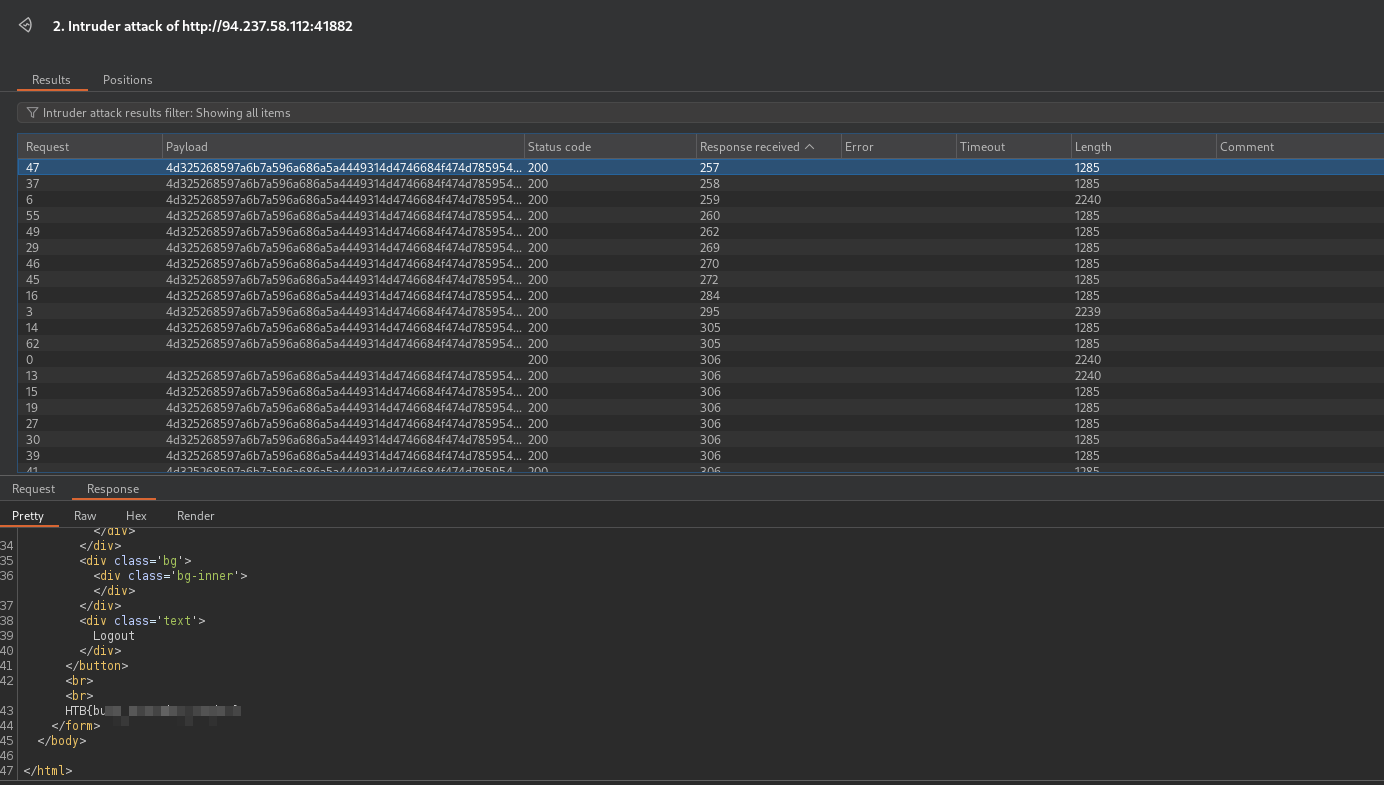 2. Intruder attack of http://94.237.58.112:41882
Results Positions
Intruder attack results filter: Showing all items
Request Payload Status code Response received Error Timeout Length Comment
47 4d325268597a6b7a596a686a5a4449314d4746684f474d785954... 200 257 1285
37 4d325268597a6b7a596a686a5a4449314d4746684f474d785954... 200 258 1285
6 4d325268597a6b7a596a686a5a4449314d4746684f474d785954... 200 259 2240
55 4d325268597a6b7a596a686a5a4449314d4746684f474d785954... 200 260 1285
49 4d325268597a6b7a596a686a5a4449314d4746684f474d785954... 200 262 1285
29 4d325268597a6b7a596a686a5a4449314d4746684f474d785954... 200 269 1285
46 4d325268597a6b7a596a686a5a4449314d4746684f474d785954... 200 270 1285
45 4d325268597a6b7a596a686a5a4449314d4746684f474d785954... 200 272 1285
16 4d325268597a6b7a596a686a5a4449314d4746684f474d785954... 200 284 1285
3 4d325268597a6b7a596a686a5a4449314d4746684f474d785954... 200 295 2239
14 4d325268597a6b7a596a686a5a4449314d4746684f474d785954... 200 305 1285
62 4d325268597a6b7a596a686a5a4449314d4746684f474d785954... 200 305 1285
0 200 306 2240
13 4d325268597a6b7a596a686a5a4449314d4746684f474d785954... 200 306 2240
15 4d325268597a6b7a596a686a5a4449314d4746684f474d785954... 200 306 1285
19 4d325268597a6b7a596a686a5a4449314d4746684f474d785954... 200 306 1285
27 4d325268597a6b7a596a686a5a4449314d4746684f474d785954... 200 306 1285
30 4d325268597a6b7a596a686a5a4449314d4746684f474d785954... 200 306 1285
39 4d325268597a6b7a596a686a5a4449314d4746684f474d785954... 200 306 1285
41 4d325268597a6b7a596a686a5a4449314d4746684f474d785954... 200 306 1285
Request Response
Pretty Raw Hex Render
</div>
34 </div>
35 <div class='bg'>
36 <div class='bg-inner'>
</div>
37 </div>
38 <div class='text'>
39 Logout
40 </div>
41 </button>
42 <br>
<br>
43 HTB{bu
44 </form>
45 </body>
46
47 </html>